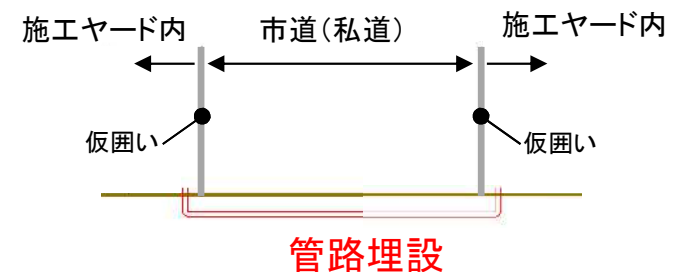 施工ヤード内
市道（私道）
施工ヤード内
仮囲い
仮囲い
管路埋設